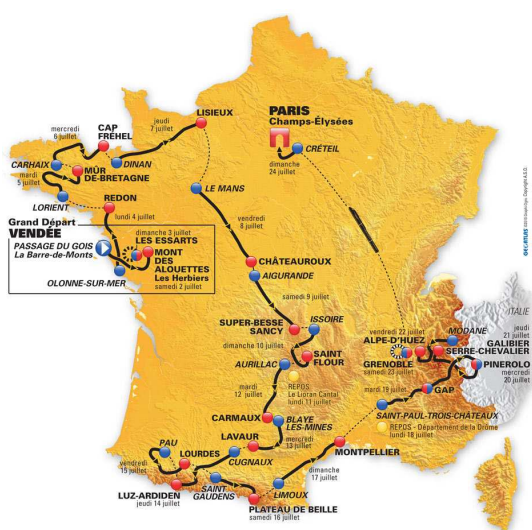 mercredi
6 juillet
CAP
FRÉHEL
jeudi
7 juillet
LISIEUX
PARIS
Champs-Élysées
CRÉTEIL
dimanche
24 juillet
CARHAIX
mardi
5 juillet
MÛR
DE-BRETAGNE
DINAN
LORIENT
REDON
lundi 4 juillet
LE MANS
vendredi
8 juillet
Grand Départ
VENDÉE
PASSAGE DU GOIS
La Barre-de-Monts
dimanche 3 juillet
LES ESSARTS
MONT
DES
ALOUETTES
Les Herbiers
samedi 2 juillet
OLONNE-SUR-MER
CHÂTEAUROUX
AIGURANDE
samedi 9 juillet
SUPER-BESSE
SANCY
ISSOIRE
dimanche 10 juillet
SAINT
FLOUR
AURILLAC
REPOS
Le Lioran Cantal
lundi 11 juillet
mardi
12 juillet
CARMAUX
BLAYE
LES-MINES
mercredi
13 juillet
LAVAUR
CUGNAUX
PAU
vendredi
15 juillet
LOURDES
LUZ-ARDIDEN
jeudi 14 juillet
SAINT
GAUDENS
PLATEAU DE BEILLE
samedi 16 juillet
LIMOUX
dimanche
17 juillet
MONTPELLIER
SAINT-PAUL-TROIS-CHÂTEAUX
REPOS - Département de la Drôme
lundi 18 juillet
mardi 19 juillet
GAP
ITALIE
PINEROLO
mercredi
20 juillet
jeudi
21 juillet
GALIBIER
SERRE-CHEVALIER
MODANE
vendredi 22 juillet
ALPE-D'HUEZ
GRENOBLE
samedi 23 juillet